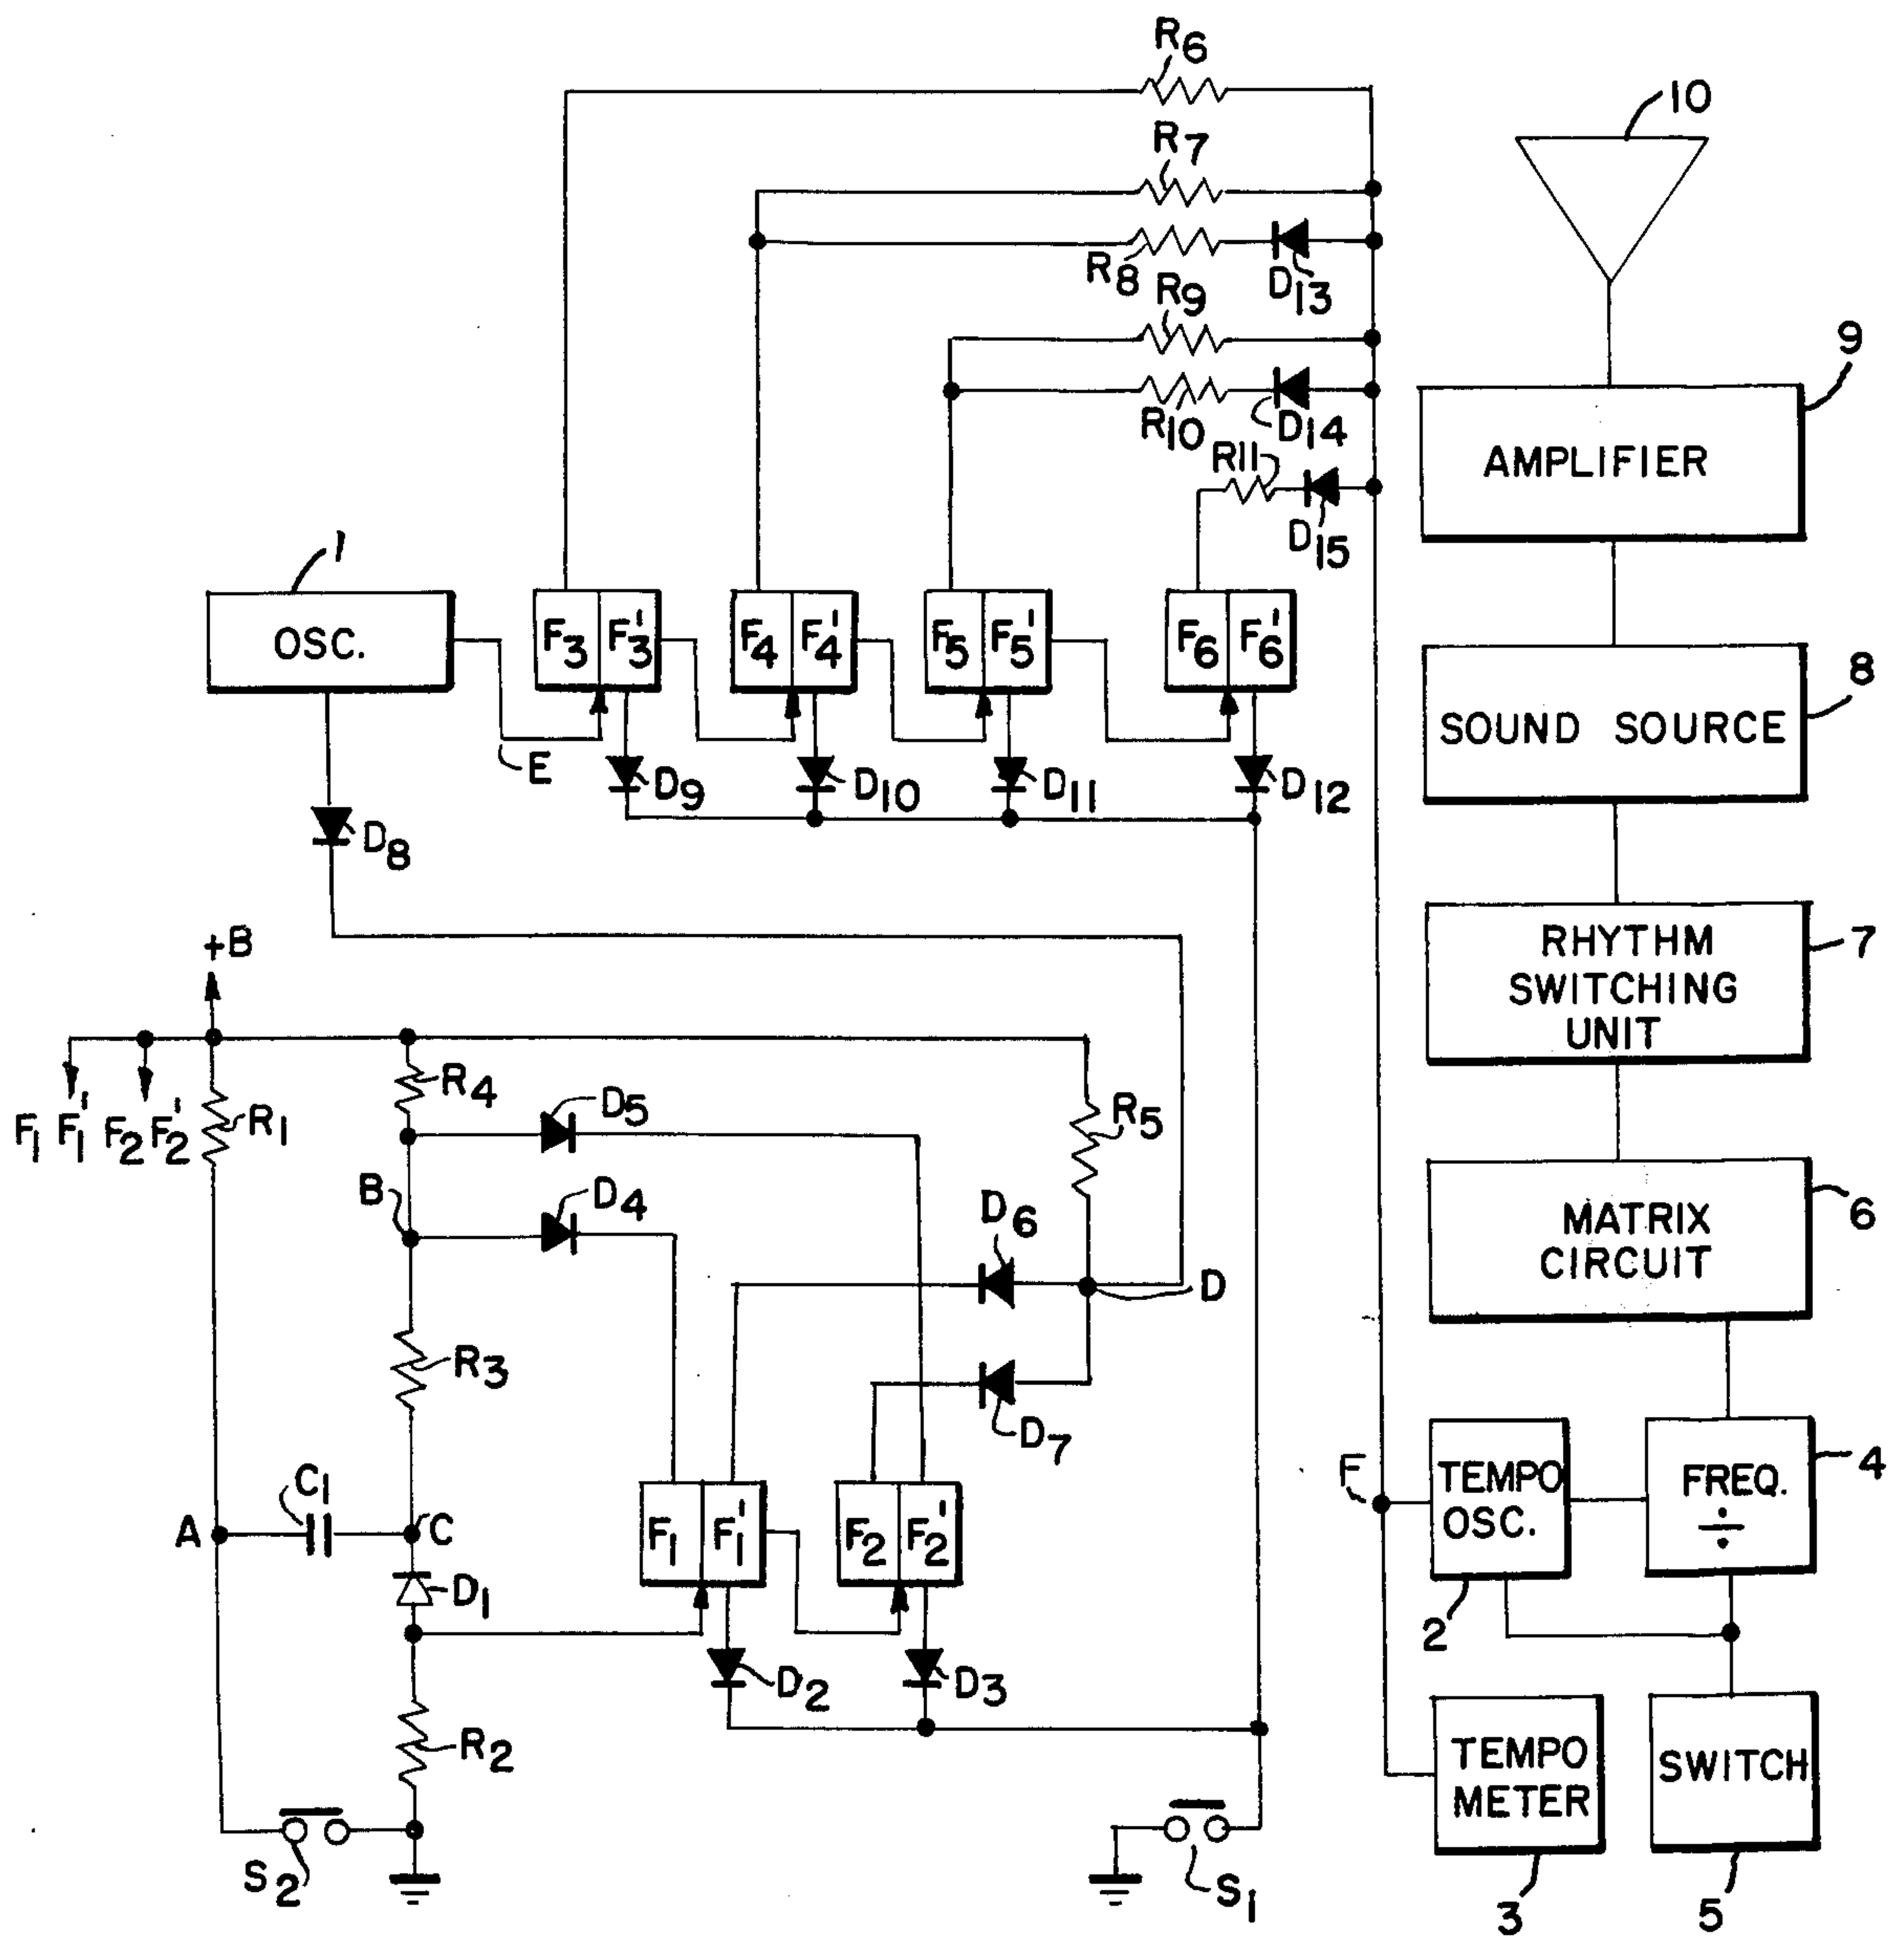 R6
10
R7
R8
D13
R9
9
R10
D14
AMPLIFIER
R11
D15
1
OSC.
F3 F3'
F4 F4'
F5 F5'
F6 F6'
8
SOUND SOURCE
E
D9
D10
D11
D12
D8
+B
RHYTHM
SWITCHING
UNIT
7
F1 F1' F2 F2'
R1
R4
D5
R5
B
D4
D6
D
MATRIX
CIRCUIT
6
R3
D7
F
TEMPO
OSC.
FREQ.
÷
4
A
C1
C
F1 F1'
F2 F2'
D1
2
D2
D3
R2
TEMPO
METER
SWITCH
S2
S1
3
5